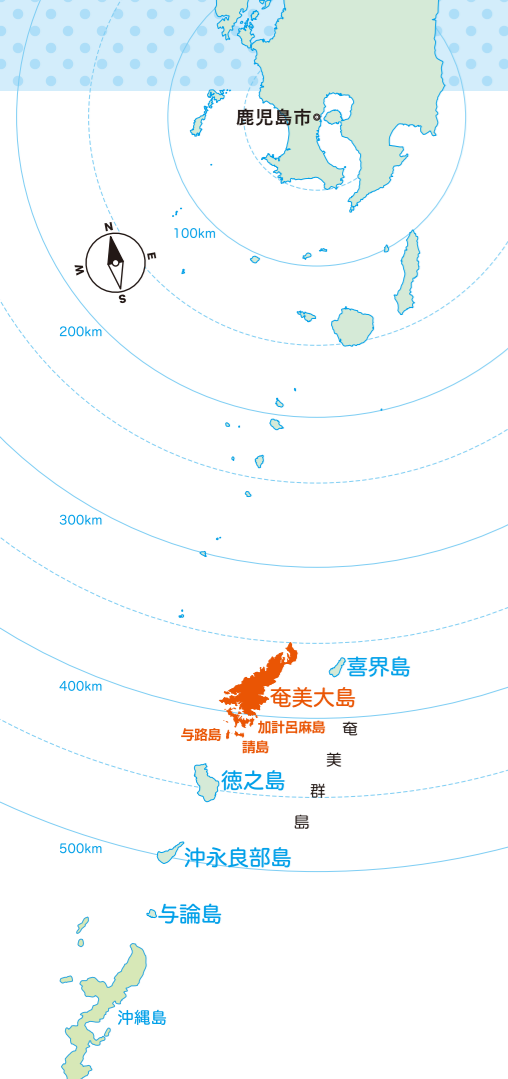 鹿児島市
100km
N
E
W
S
200km
300km
喜界島
400km
奄美大島
加計呂麻島
与路島
請島
奄美群島
徳之島
500km
沖永良部島
与論島
沖縄島